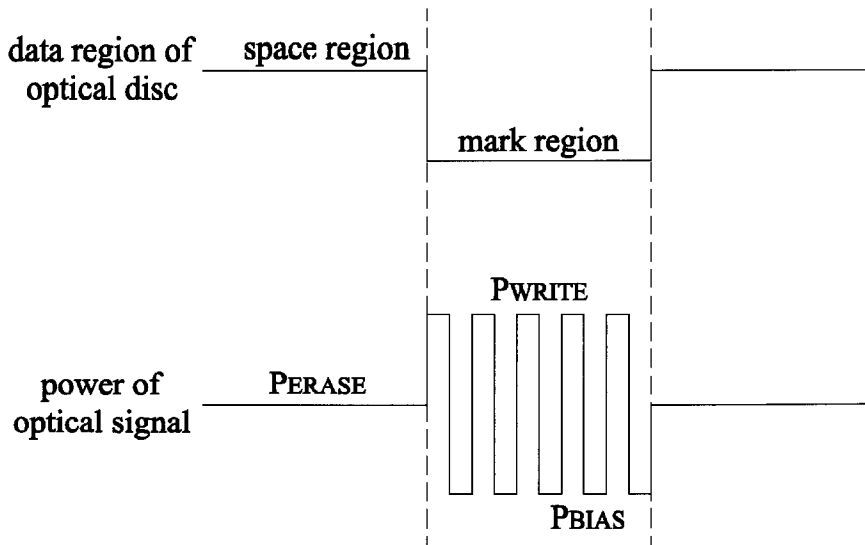 data region of
optical disc
space region
mark region
PWRITE
power of
optical signal
PERASE
PBIAS